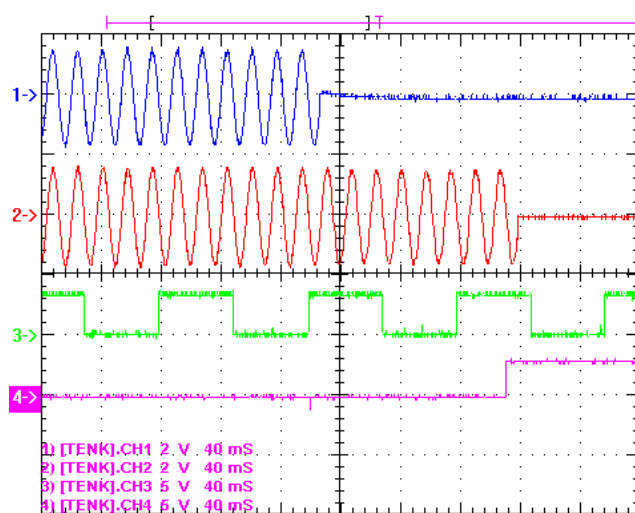 T
1->
2->
3->
4->
1) [TENK].CH1 2 V 40 mS
2) [TENK].CH2 2 V 40 mS
3) [TENK].CH3 5 V 40 mS
4) [TENK].CH4 5 V 40 mS